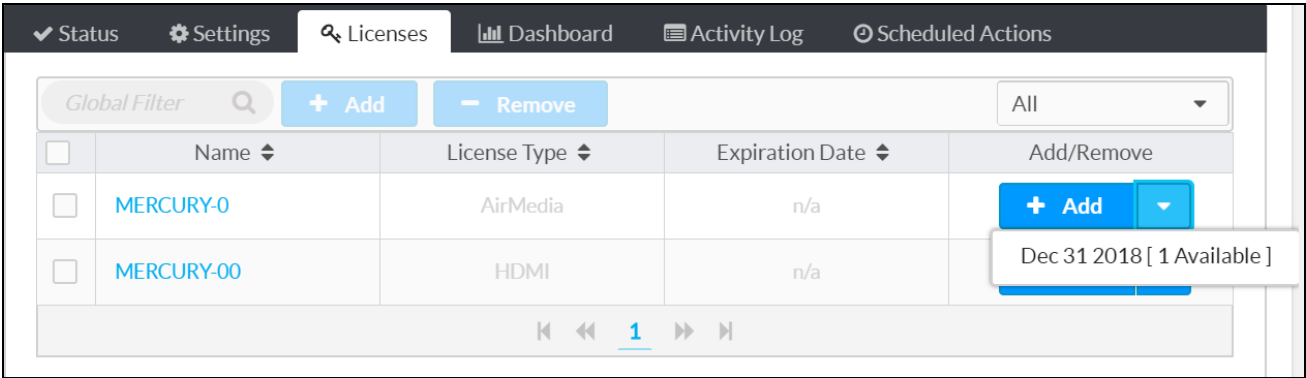 Status Settings Licenses Dashboard Activity Log Scheduled Actions
Global Filter + Add − Remove All
Name License Type Expiration Date Add/Remove
MERCURY-0 AirMedia n/a + Add
Dec 31 2018 [ 1 Available ]
MERCURY-00 HDMI n/a
1